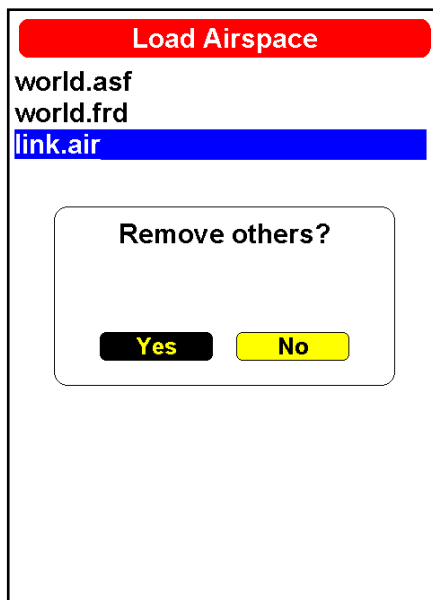 Load Airspace
world.asf
world.frd
link.air
Remove others?
Yes No